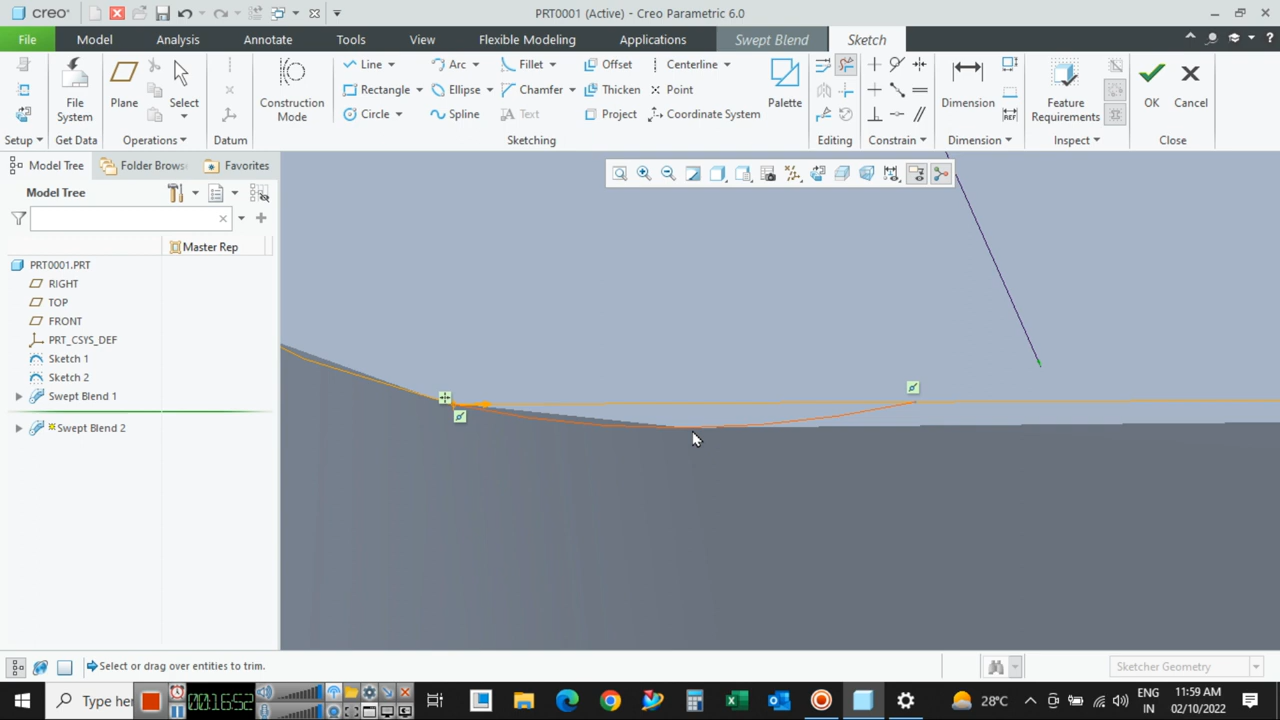 creo
PRT0001 (Active) - Creo Parametric 6.0
File Model Analysis Annotate Tools View Flexible Modeling Applications Swept Blend Sketch
Line Arc Fillet Offset Centerline
Rectangle Ellipse Chamfer Thicken Point
Circle Spline Text Project Coordinate System
File System
Plane
Select
Construction Mode
Palette
Dimension
Feature Requirements
OK
Cancel
Setup Get Data Operations Datum Sketching Editing Constrain Dimension Inspect Close
Model Tree Folder Brows Favorites
Model Tree
Master Rep
PRT0001.PRT
RIGHT
TOP
FRONT
PRT_CSYS_DEF
Sketch 1
Sketch 2
Swept Blend 1
Swept Blend 2
Select or drag over entities to trim.
Sketcher Geometry
Type her
00:16:52
28°C
ENG
IN
11:59 AM
02/10/2022